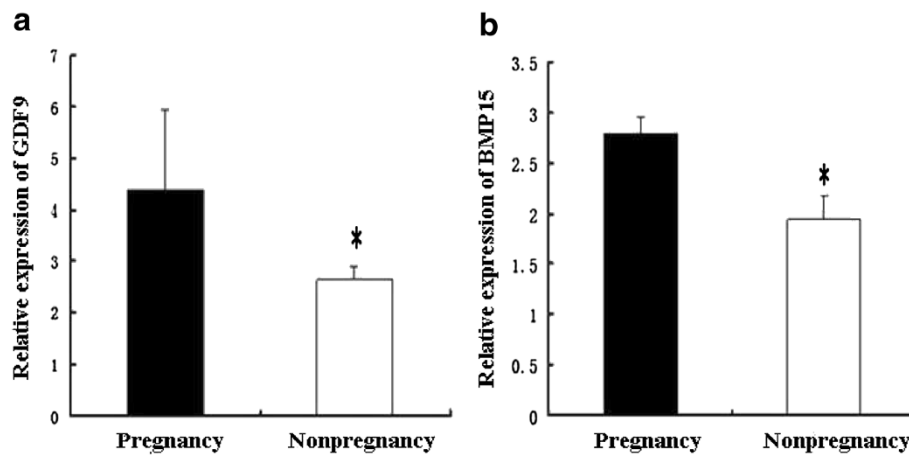 a
Relative expression of GDF9
7
6
5
4
3
2
1
0
*
Pregnancy
Nonpregnancy
b
Relative expression of BMP15
3.5
3
2.5
2
1.5
1
0.5
0
*
Pregnancy
Nonpregnancy